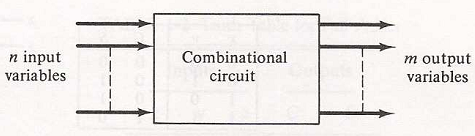 n input
variables
Combinational
circuit
m output
variables